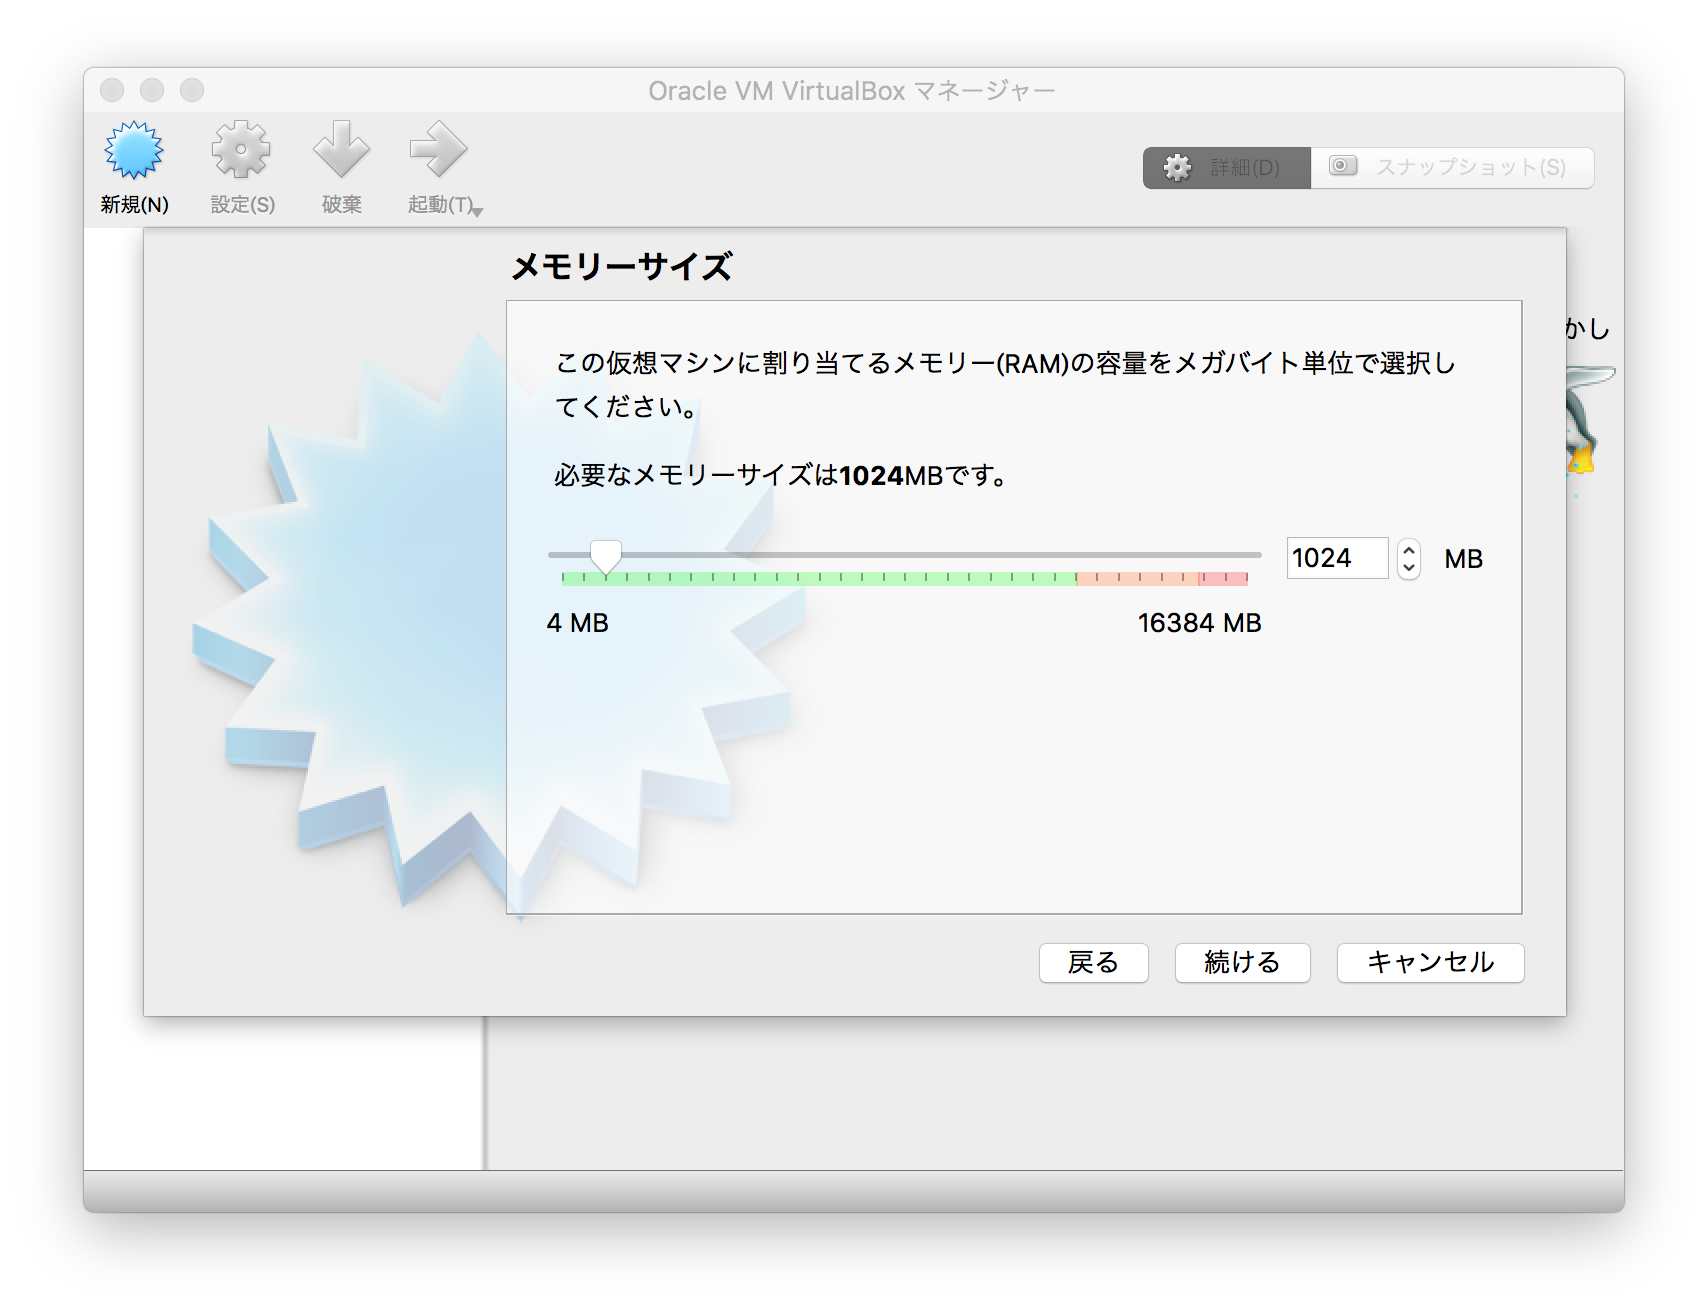 Oracle VM VirtualBox マネージャー
新規(N)
設定(S)
破棄
起動(T)
詳細(D)
スナップショット(S)
メモリーサイズ
かし
この仮想マシンに割り当てるメモリー(RAM)の容量をメガバイト単位で選択し
てください。
必要なメモリーサイズは1024MBです。
1024
MB
4 MB
16384 MB
戻る
続ける
キャンセル